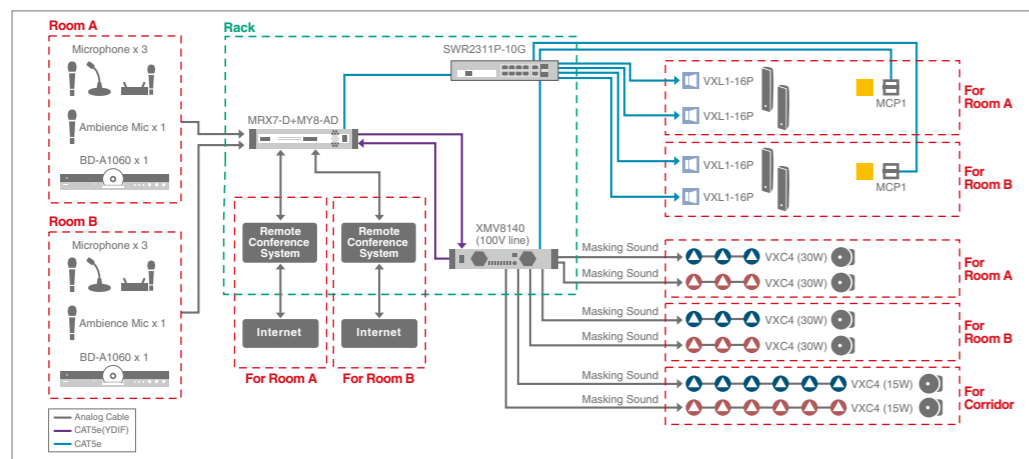 Room A
Microphone x 3
Ambience Mic x 1
BD-A1060 x 1
Room B
Microphone x 3
Ambience Mic x 1
BD-A1060 x 1
Analog Cable
CAT5e(YDIF)
CAT5e
Rack
SWR2311P-10G
MRX7-D+MY8-AD
Remote
Conference
System
Internet
For Room A
Remote
Conference
System
Internet
For Room B
XMV8140
(100V line)
VXL1-16P
VXL1-16P
MCP1
For
Room A
VXL1-16P
VXL1-16P
MCP1
For
Room B
Masking Sound
VXC4 (30W)
Masking Sound
VXC4 (30W)
For
Room A
Masking Sound
VXC4 (30W)
Masking Sound
VXC4 (30W)
For
Room B
Masking Sound
VXC4 (15W)
Masking Sound
VXC4 (15W)
For
Corridor